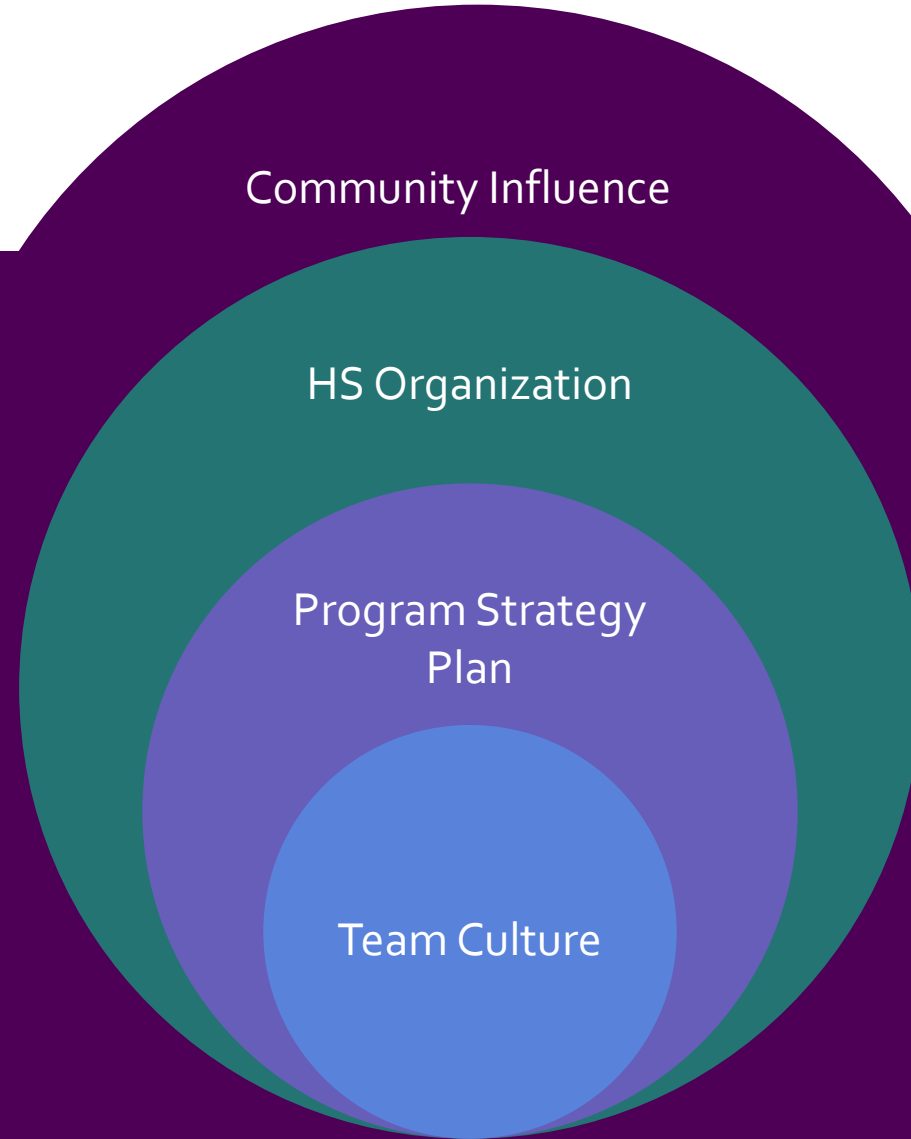 Community Influence
HS Organization
Program Strategy
Plan
Team Culture